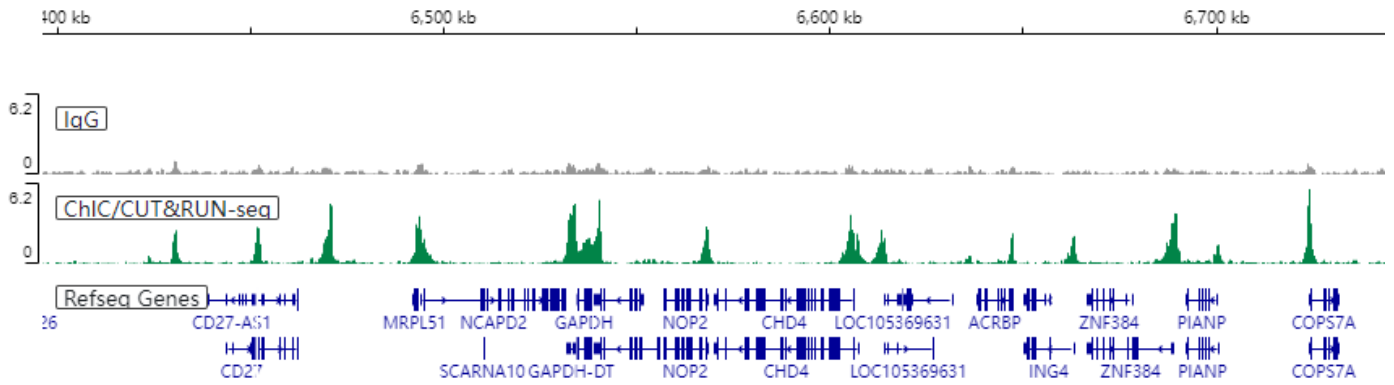 400 kb 6,500 kb 6,600 kb 6,700 kb
6.2
IgG
0
6.2
ChIC/CUT&RUN-seq
0
Refseq Genes
26 CD27-AS1 MRPL51 NCAPD2 GAPDH NOP2 CHD4 LOC105369631 ACRBP ZNF384 PIANP COPS7A
CD27 SCARNA10 GAPDH-DT NOP2 CHD4 LOC105369631 ING4 ZNF384 PIANP COPS7A